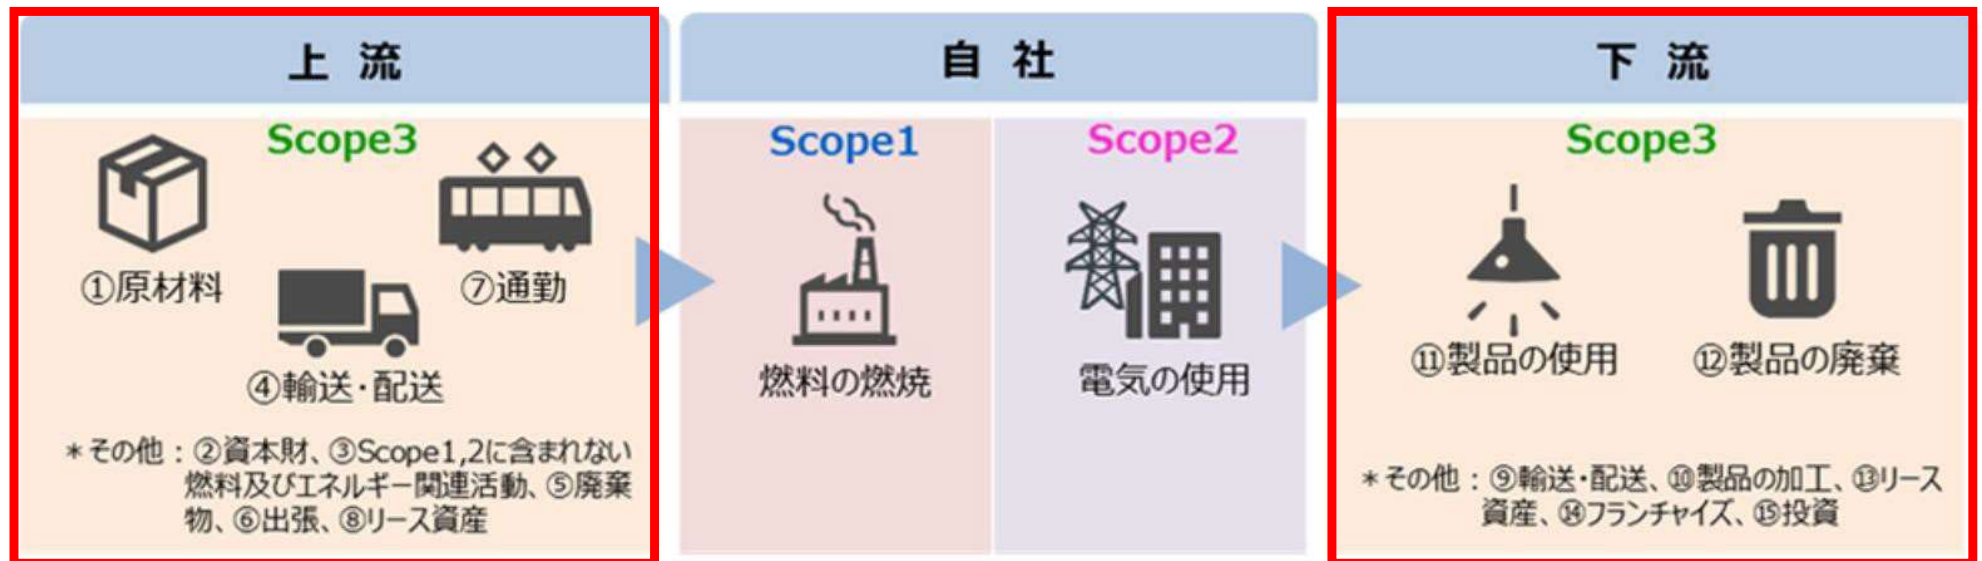 上 流
Scope3
①原材料
⑦通勤
④輸送・配送
＊その他：②資本財、③Scope1,2に含まれない
燃料及びエネルギー関連活動、⑤廃棄
物、⑥出張、⑧リース資産
自 社
Scope1
燃料の燃焼
Scope2
電気の使用
下 流
Scope3
⑪製品の使用
⑫製品の廃棄
＊その他：⑨輸送・配送、⑩製品の加工、⑬リース
資産、⑭フランチャイズ、⑮投資